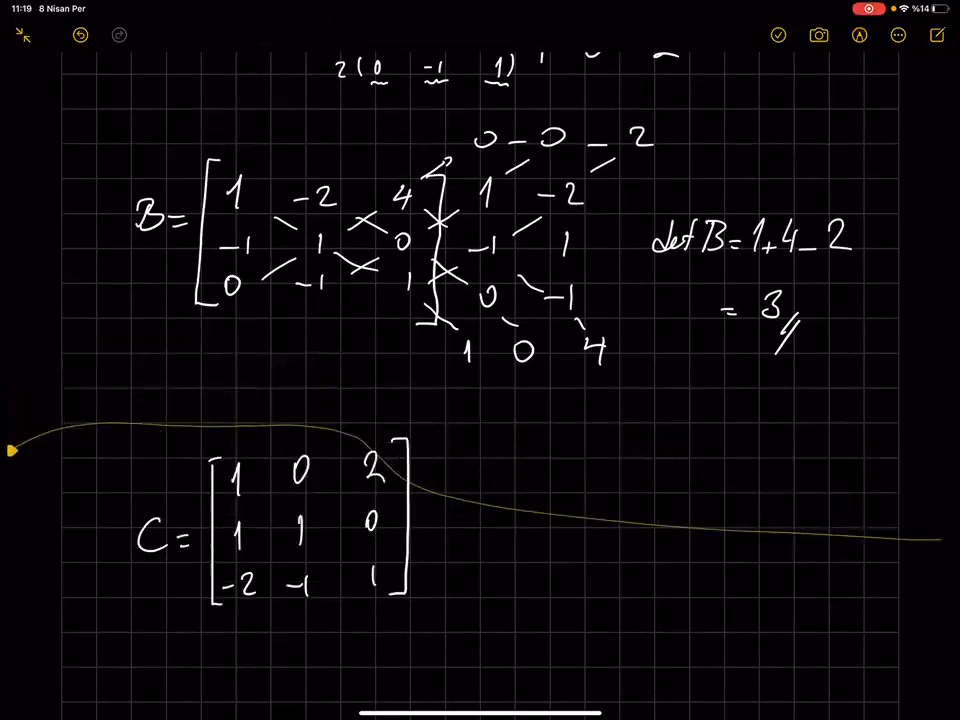 11:19 8 Nisan Per %14
2(0 -1 1)
0 - 0 - 2
B = [ 1 -2 4 ] 1 -2
-1 1 0 -1 1
0 -1 1 0 -1
1 0 4
det B = 1 + 4 - 2
= 3
C = [ 1 0 2 ]
1 1 0
-2 -1 1